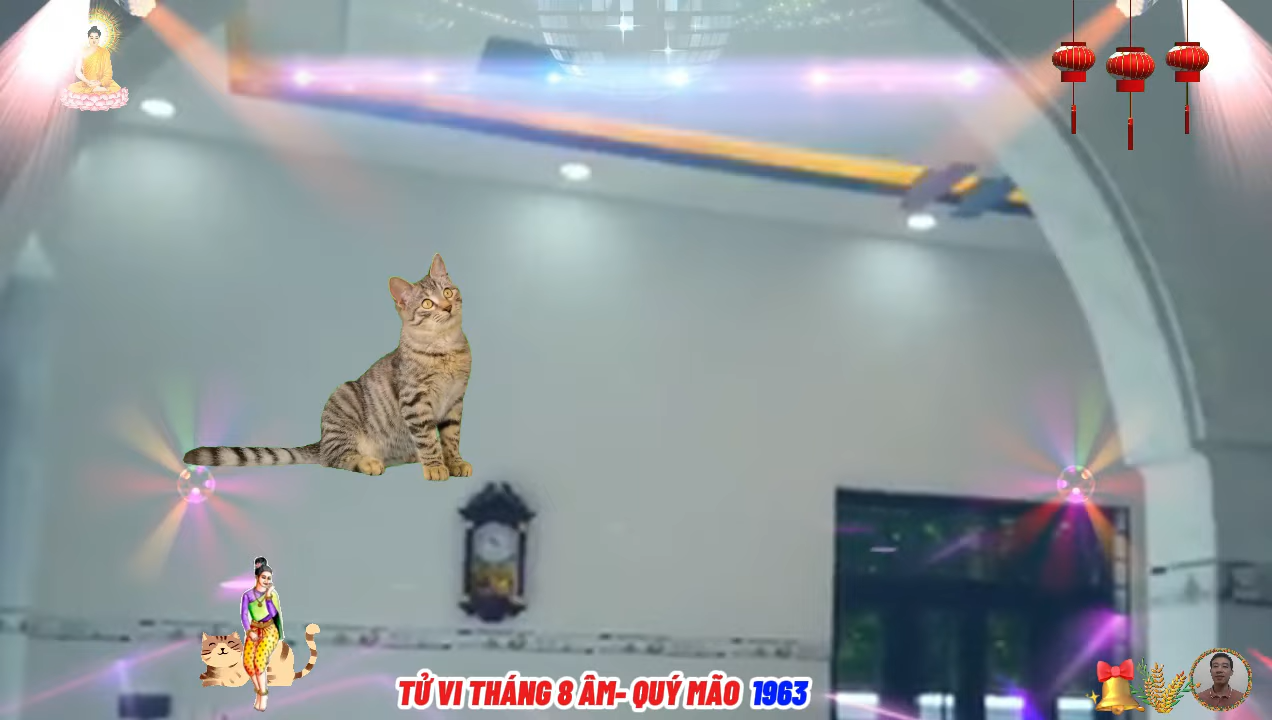 TỬ VI THÁNG 8 ÂM- QUÝ MÃO 1963